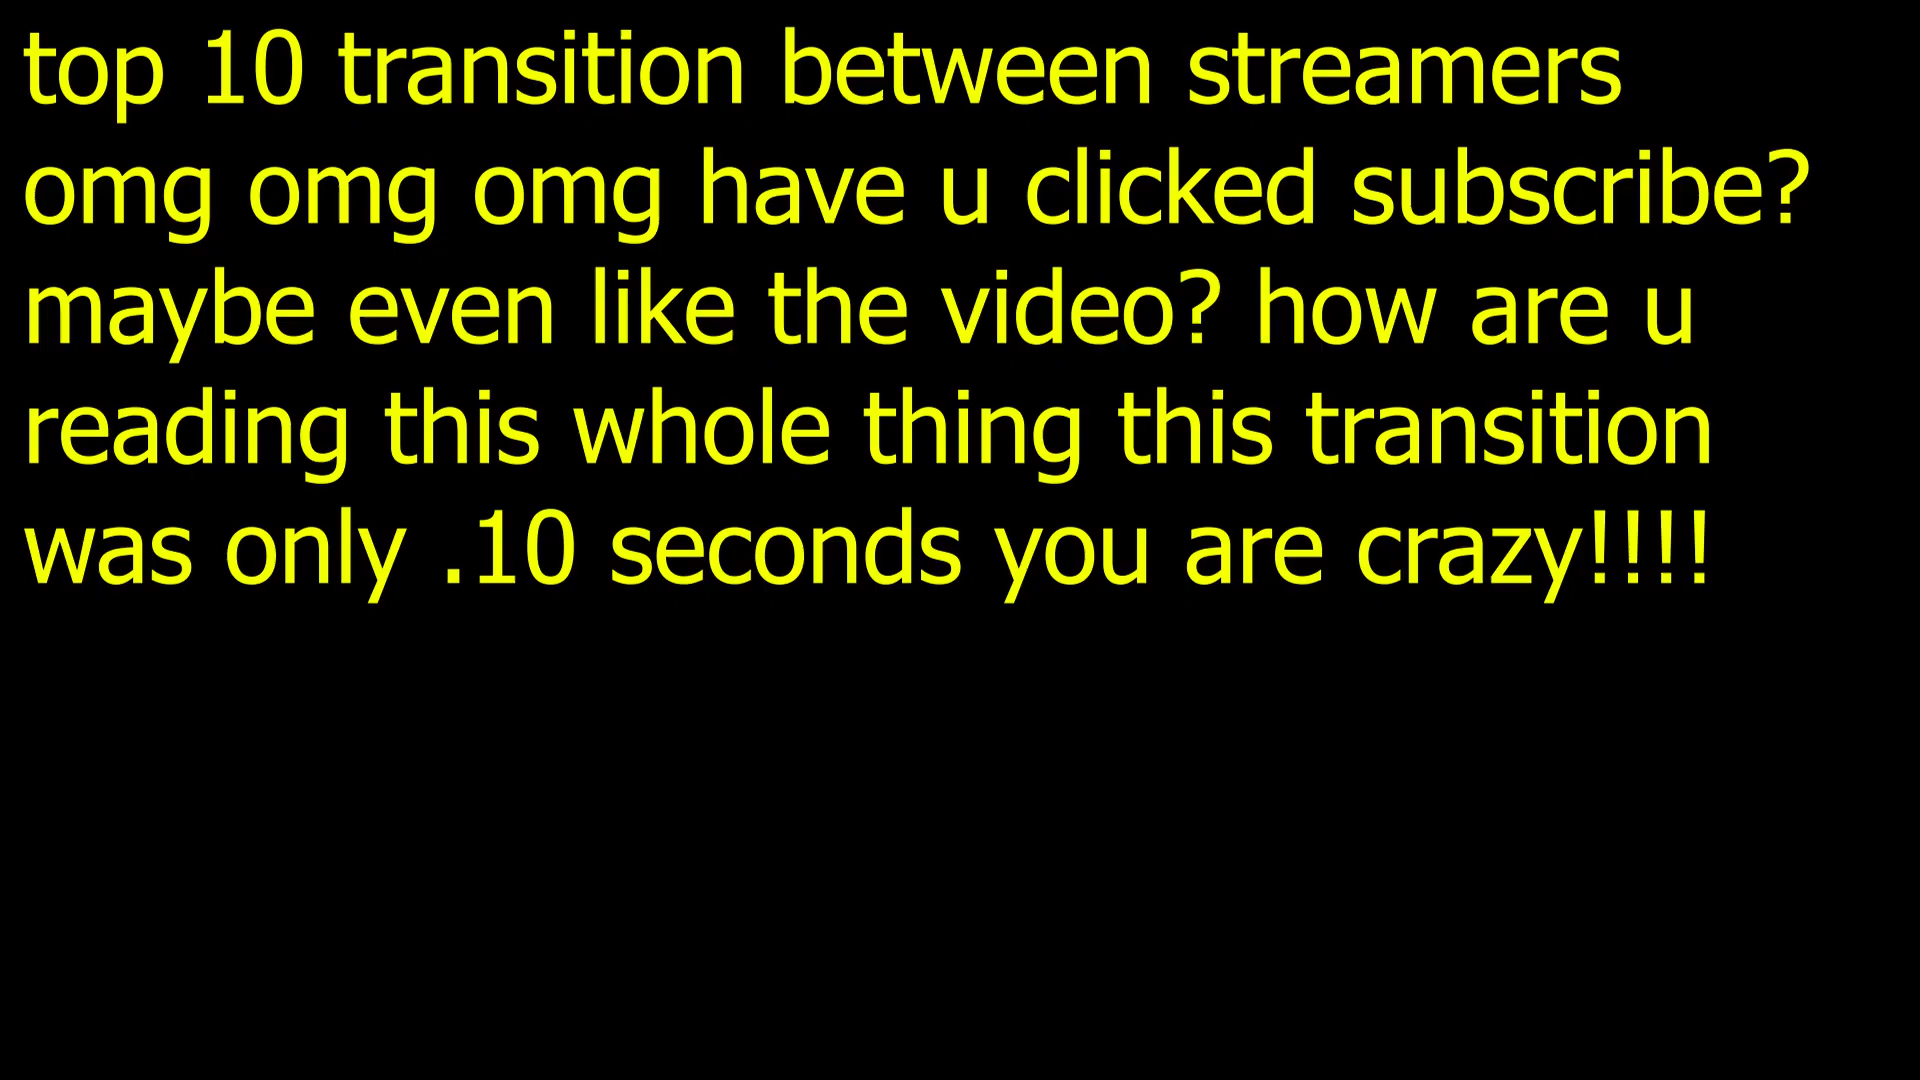 top 10 transition between streamers
omg omg omg have u clicked subscribe?
maybe even like the video? how are u
reading this whole thing this transition
was only .10 seconds you are crazy!!!!